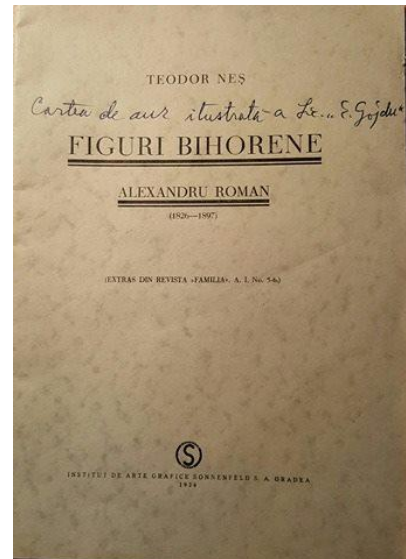 TEODOR NEȘ
Cartea de aur ilustrată a Lic. „E. Gojdu"
FIGURI BIHORENE
ALEXANDRU ROMAN
(1826—1897)
(EXTRAS DIN REVISTA »FAMILIA«. A. I. No. 5-6.)
S
INSTITUT DE ARTE GRAFICE SONNENFELD S. A. ORADEA
1934